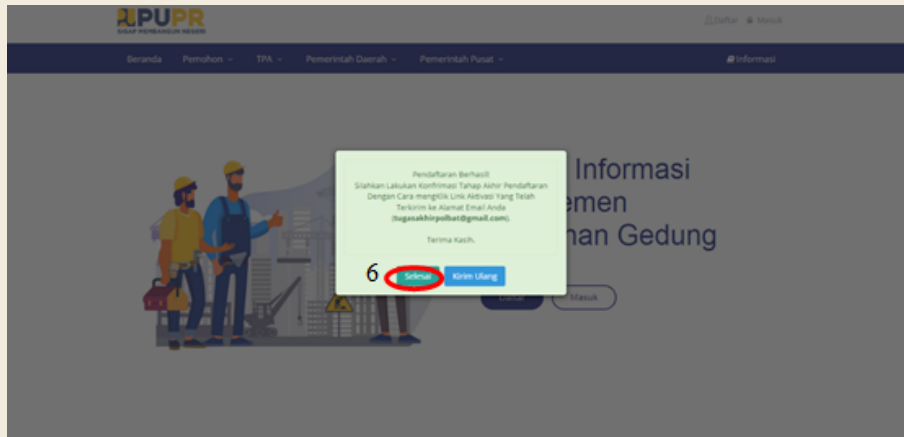 PUPR
SIGAP MEMBANGUN NEGERI
Daftar Masuk
Beranda Pemohon TPA Pemerintah Daerah Pemerintah Pusat Informasi
Informasi
emen
nan Gedung
Pendaftaran Berhasil!
Silahkan Lakukan Konfirmasi Tahap Akhir Pendaftaran
Dengan Cara mengKlik Link Aktivasi Yang Telah
Terkirim ke Alamat Email Anda
(tugasakhirpolbat@gmail.com).
Terima Kasih.
6 Selesai Kirim Ulang
Daftar Masuk